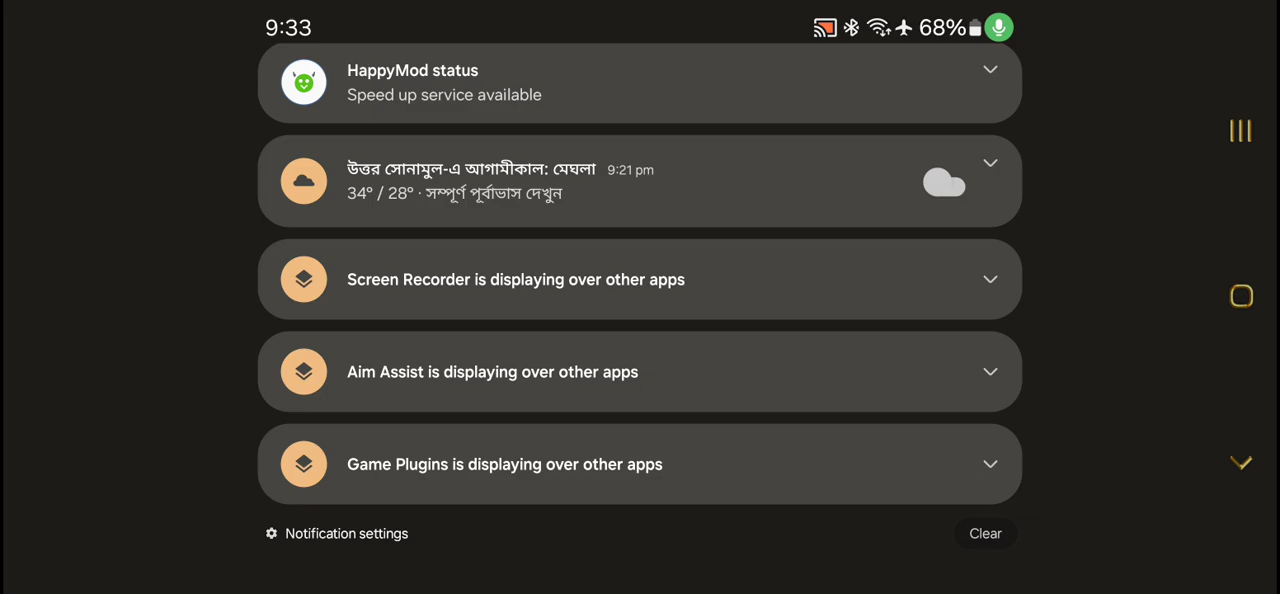 9:33
68%
HappyMod status
Speed up service available
উত্তর সোনামুল-এ আগামীকাল: মেঘলা 9:21 pm
34° / 28° · সম্পূর্ণ পূর্বাভাস দেখুন
Screen Recorder is displaying over other apps
Aim Assist is displaying over other apps
Game Plugins is displaying over other apps
Notification settings
Clear